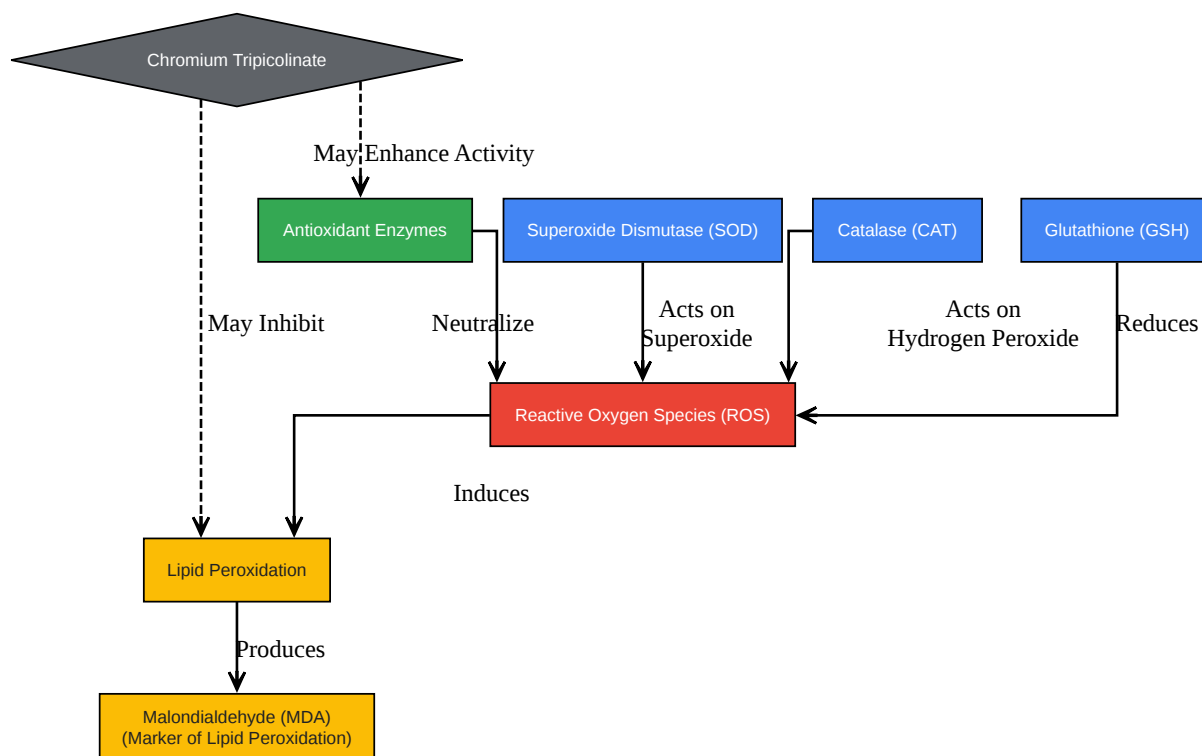 Chromium Tripicolinate
May Enhance Activity
Antioxidant Enzymes
Superoxide Dismutase (SOD)
Catalase (CAT)
Glutathione (GSH)
May Inhibit
Neutralize
Acts on
Superoxide
Acts on
Hydrogen Peroxide
Reduces
Reactive Oxygen Species (ROS)
Induces
Lipid Peroxidation
Produces
Malondialdehyde (MDA)
(Marker of Lipid Peroxidation)